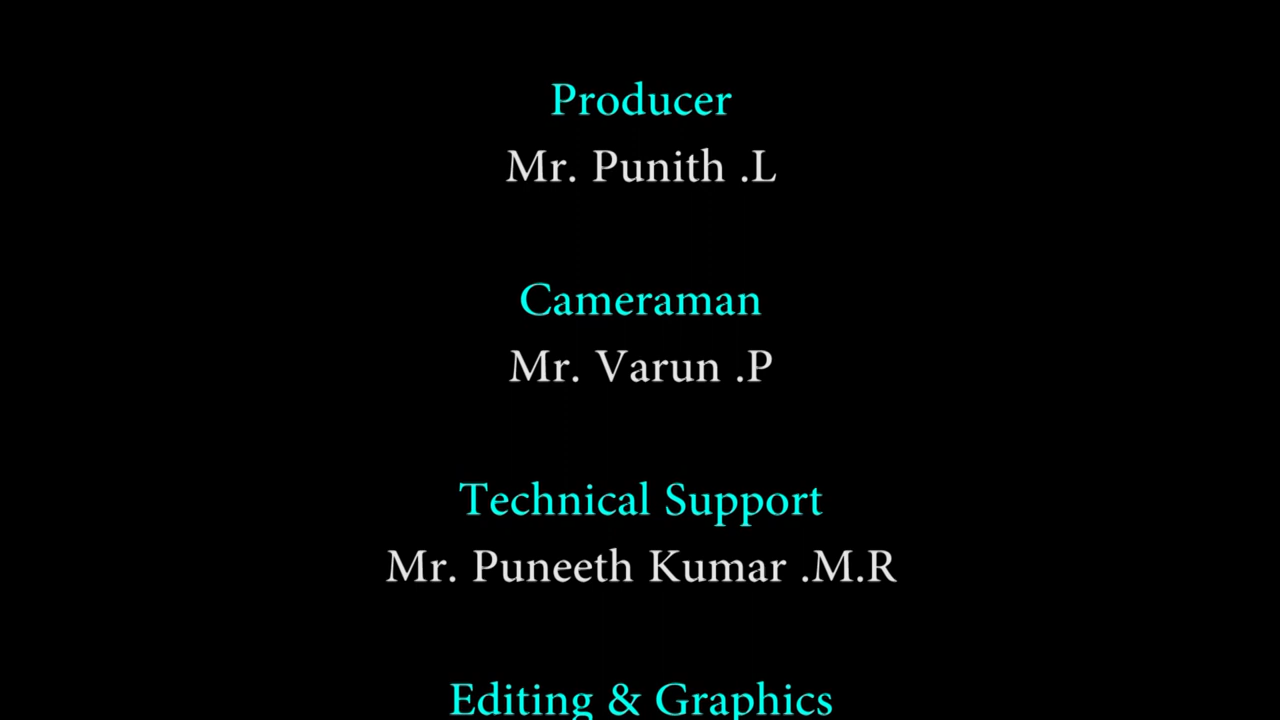 Producer
Mr. Punith .L
Cameraman
Mr. Varun .P
Technical Support
Mr. Puneeth Kumar .M.R
Editing & Graphics